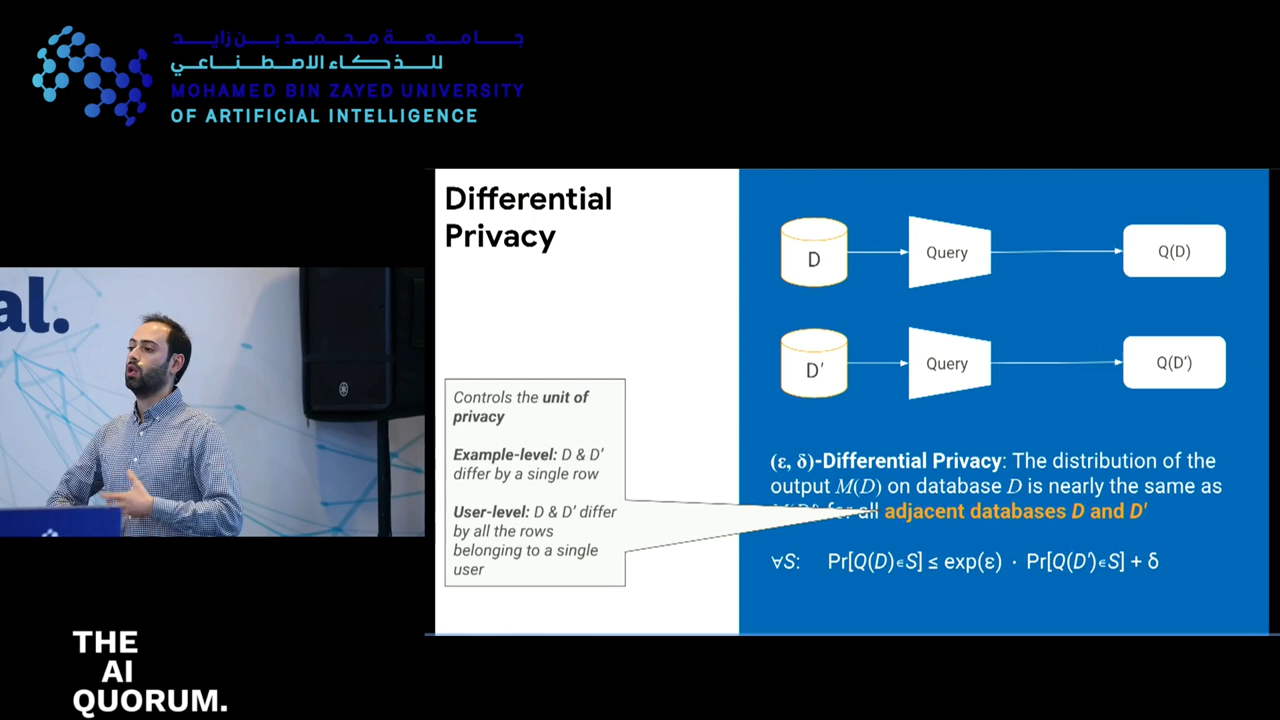 جامعة محمد بن زايد
للذكاء الاصطناعي
MOHAMED BIN ZAYED UNIVERSITY
OF ARTIFICIAL INTELLIGENCE
al.
THE
AI
QUORUM.
Differential
Privacy
Controls the unit of
privacy
Example-level: D & D′
differ by a single row
User-level: D & D′ differ
by all the rows
belonging to a single
user
D
Query
Q(D)
D′
Query
Q(D′)
(ε, δ)-Differential Privacy: The distribution of the
output M(D) on database D is nearly the same as
for all adjacent databases D and D′
∀S: Pr[Q(D)∈S] ≤ exp(ε) · Pr[Q(D′)∈S] + δ